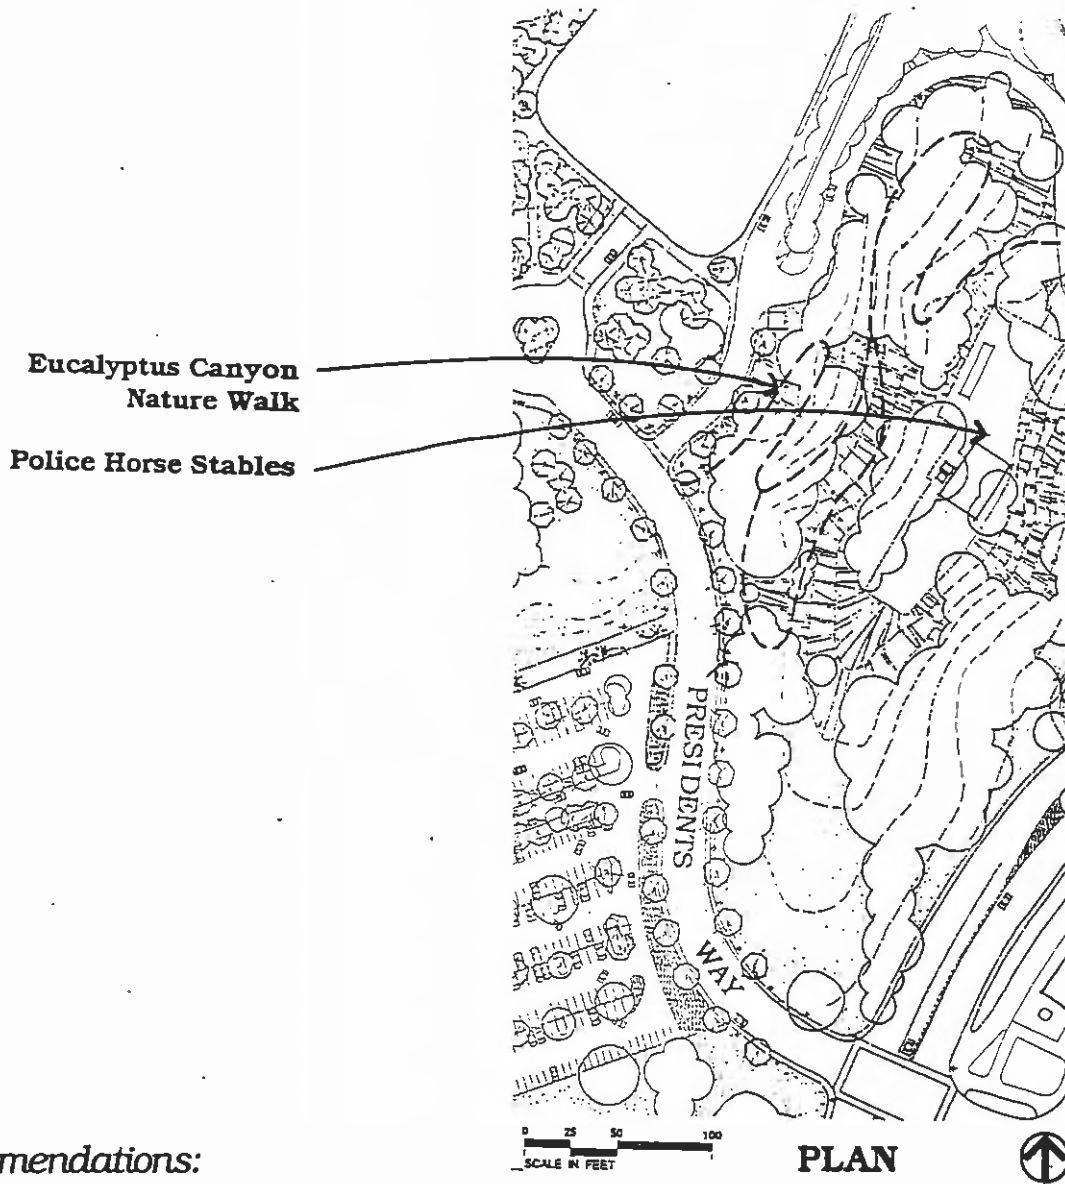 Eucalyptus Canyon
Nature Walk
Police Horse Stables
PRESIDENTS
WAY
0 25 50 100
SCALE IN FEET
PLAN
mendations: